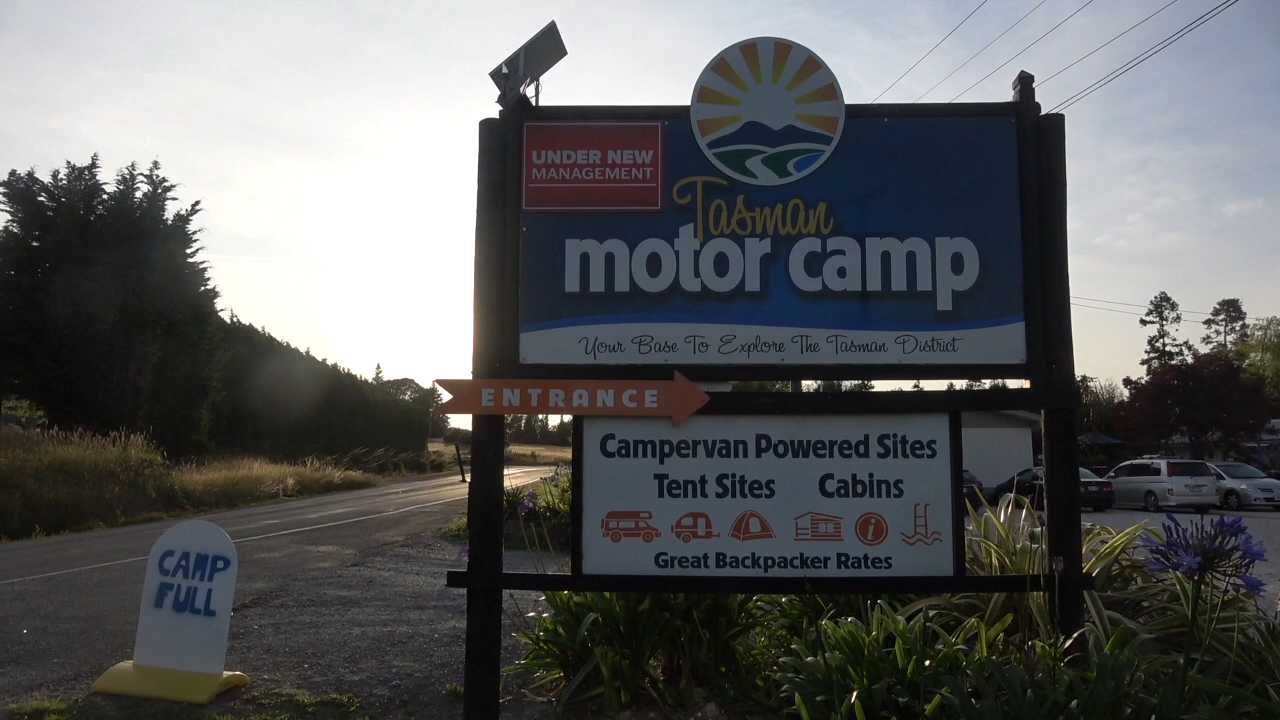 UNDER NEW
MANAGEMENT
Tasman
motor camp
Your Base To Explore The Tasman District
ENTRANCE
Campervan Powered Sites
Tent Sites Cabins
i
Great Backpacker Rates
CAMP
FULL